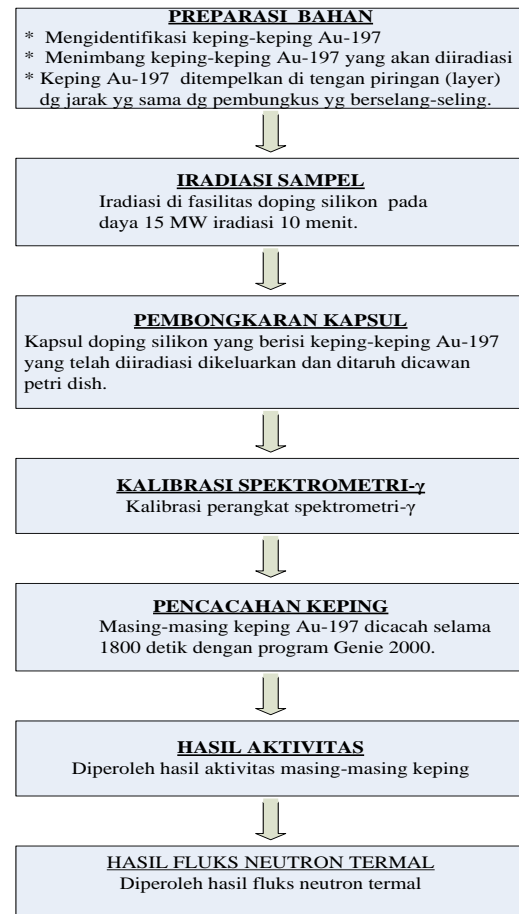 PREPARASI BAHAN
* Mengidentifikasi keping-keping Au-197
* Menimbang keping-keping Au-197 yang akan diiradiasi
* Keping Au-197 ditempelkan di tengan piringan (layer)
dg jarak yg sama dg pembungkus yg berselang-seling.
IRADIASI SAMPEL
Iradiasi di fasilitas doping silikon pada
daya 15 MW iradiasi 10 menit.
PEMBONGKARAN KAPSUL
Kapsul doping silikon yang berisi keping-keping Au-197
yang telah diiradiasi dikeluarkan dan ditaruh dicawan
petri dish.
KALIBRASI SPEKTROMETRI-γ
Kalibrasi perangkat spektrometri-γ
PENCACAHAN KEPING
Masing-masing keping Au-197 dicacah selama
1800 detik dengan program Genie 2000.
HASIL AKTIVITAS
Diperoleh hasil aktivitas masing-masing keping
HASIL FLUKS NEUTRON TERMAL
Diperoleh hasil fluks neutron termal